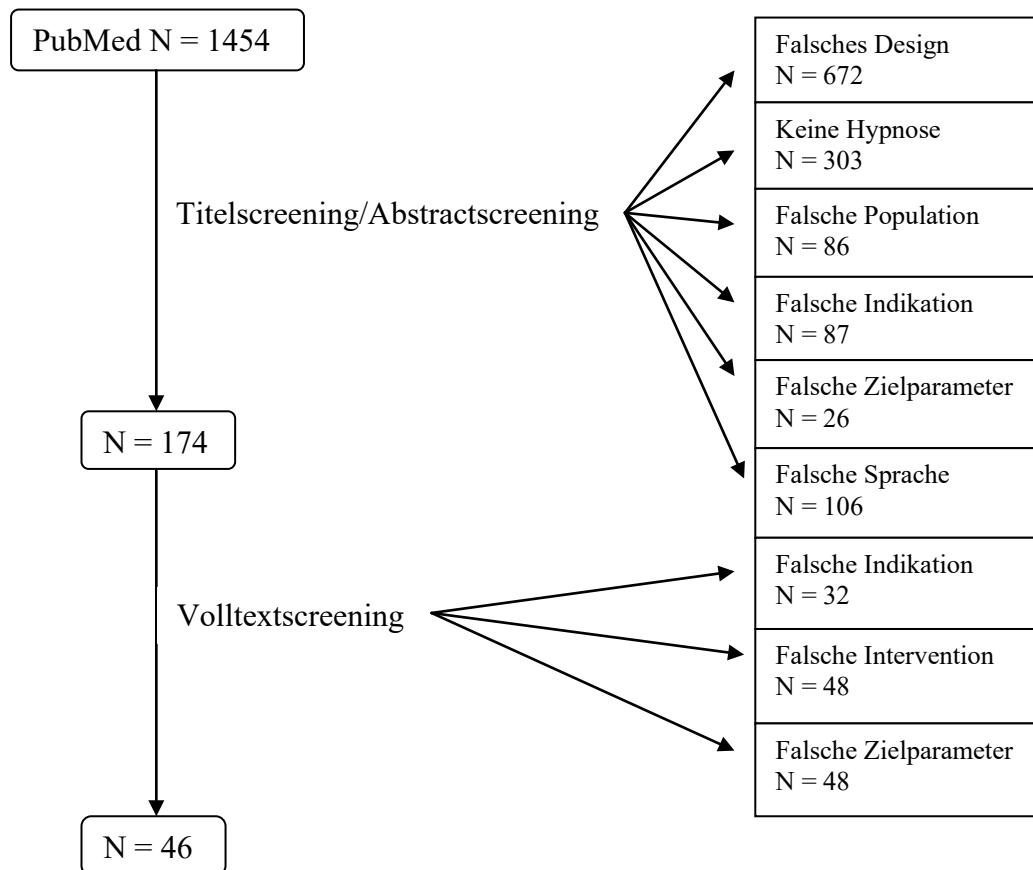 PubMed N = 1454
Titelscreening/Abstractscreening
Falsches Design
N = 672
Keine Hypnose
N = 303
Falsche Population
N = 86
Falsche Indikation
N = 87
Falsche Zielparameter
N = 26
Falsche Sprache
N = 106
N = 174
Volltextscreening
Falsche Indikation
N = 32
Falsche Intervention
N = 48
Falsche Zielparameter
N = 48
N = 46